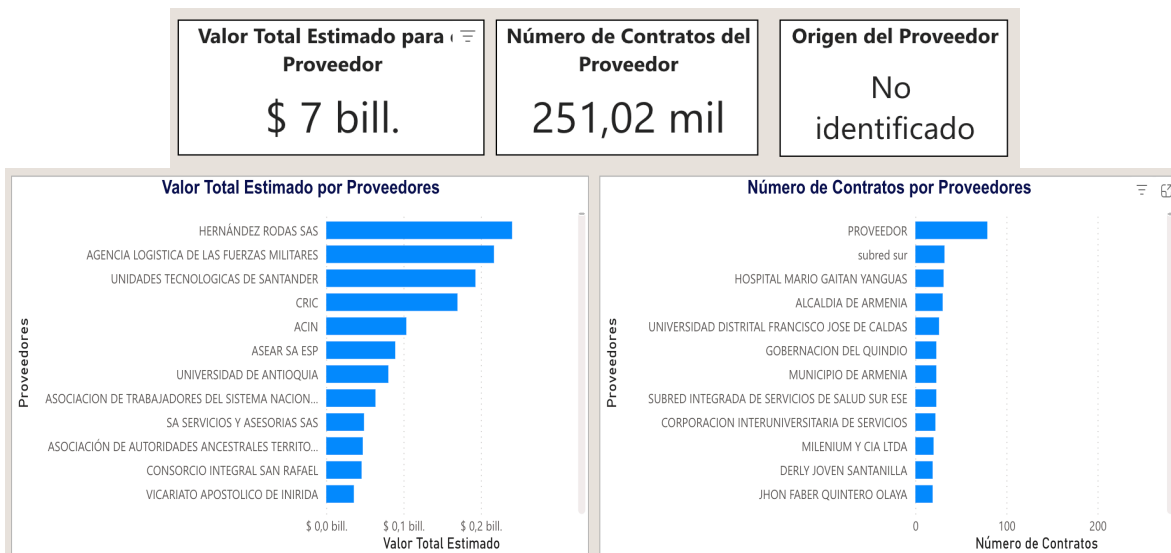 Valor Total Estimado para
Proveedor
$ 7 bill.
Número de Contratos del
Proveedor
251,02 mil
Origen del Proveedor
No
identificado
Valor Total Estimado por Proveedores
Proveedores
HERNÁNDEZ RODAS SAS
AGENCIA LOGISTICA DE LAS FUERZAS MILITARES
UNIDADES TECNOLOGICAS DE SANTANDER
CRIC
ACIN
ASEAR SA ESP
UNIVERSIDAD DE ANTIOQUIA
ASOCIACION DE TRABAJADORES DEL SISTEMA NACION...
SA SERVICIOS Y ASESORIAS SAS
ASOCIACIÓN DE AUTORIDADES ANCESTRALES TERRITO...
CONSORCIO INTEGRAL SAN RAFAEL
VICARIATO APOSTOLICO DE INIRIDA
$ 0,0 bill. $ 0,1 bill. $ 0,2 bill.
Valor Total Estimado
Número de Contratos por Proveedores
Proveedores
PROVEEDOR
subred sur
HOSPITAL MARIO GAITAN YANGUAS
ALCALDIA DE ARMENIA
UNIVERSIDAD DISTRITAL FRANCISCO JOSE DE CALDAS
GOBERNACION DEL QUINDIO
MUNICIPIO DE ARMENIA
SUBRED INTEGRADA DE SERVICIOS DE SALUD SUR ESE
CORPORACION INTERUNIVERSITARIA DE SERVICIOS
MILENIUM Y CIA LTDA
DERLY JOVEN SANTANILLA
JHON FABER QUINTERO OLAYA
0 100 200
Número de Contratos